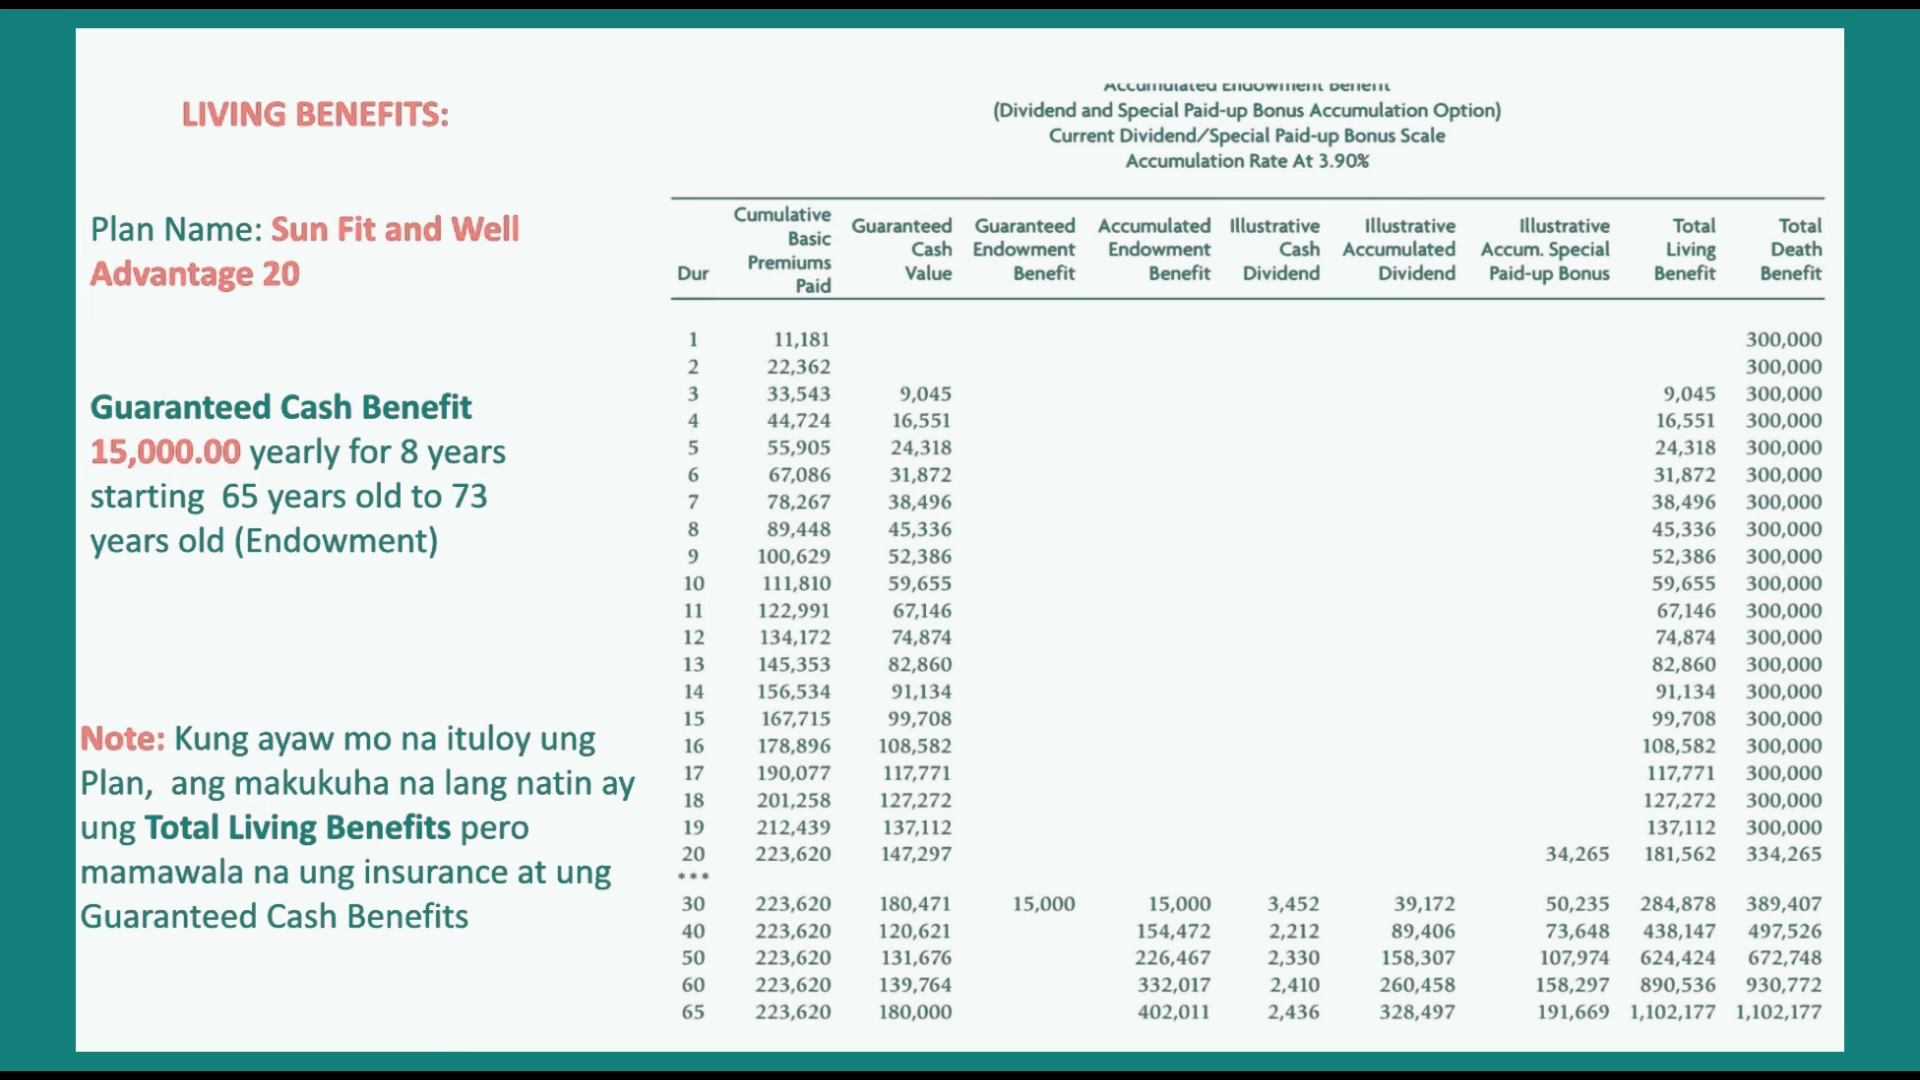 LIVING BENEFITS:
Plan Name: Sun Fit and Well
Advantage 20
Guaranteed Cash Benefit
15,000.00 yearly for 8 years
starting 65 years old to 73
years old (Endowment)
Note: Kung ayaw mo na ituloy ung
Plan, ang makukuha na lang natin ay
ung Total Living Benefits pero
mamawala na ung insurance at ung
Guaranteed Cash Benefits
Accumulated Endowment Benefit
(Dividend and Special Paid-up Bonus Accumulation Option)
Current Dividend/Special Paid-up Bonus Scale
Accumulation Rate At 3.90%
Dur | Cumulative Basic Premiums Paid | Guaranteed Cash Value | Guaranteed Endowment Benefit | Accumulated Endowment Benefit | Illustrative Cash Dividend | Illustrative Accumulated Dividend | Illustrative Accum. Special Paid-up Bonus | Total Living Benefit | Total Death Benefit
1 11,181 300,000
2 22,362 300,000
3 33,543 9,045 9,045 300,000
4 44,724 16,551 16,551 300,000
5 55,905 24,318 24,318 300,000
6 67,086 31,872 31,872 300,000
7 78,267 38,496 38,496 300,000
8 89,448 45,336 45,336 300,000
9 100,629 52,386 52,386 300,000
10 111,810 59,655 59,655 300,000
11 122,991 67,146 67,146 300,000
12 134,172 74,874 74,874 300,000
13 145,353 82,860 82,860 300,000
14 156,534 91,134 91,134 300,000
15 167,715 99,708 99,708 300,000
16 178,896 108,582 108,582 300,000
17 190,077 117,771 117,771 300,000
18 201,258 127,272 127,272 300,000
19 212,439 137,112 137,112 300,000
20 223,620 147,297 34,265 181,562 334,265
***
30 223,620 180,471 15,000 15,000 3,452 39,172 50,235 284,878 389,407
40 223,620 120,621 154,472 2,212 89,406 73,648 438,147 497,526
50 223,620 131,676 226,467 2,330 158,307 107,974 624,424 672,748
60 223,620 139,764 332,017 2,410 260,458 158,297 890,536 930,772
65 223,620 180,000 402,011 2,436 328,497 191,669 1,102,177 1,102,177